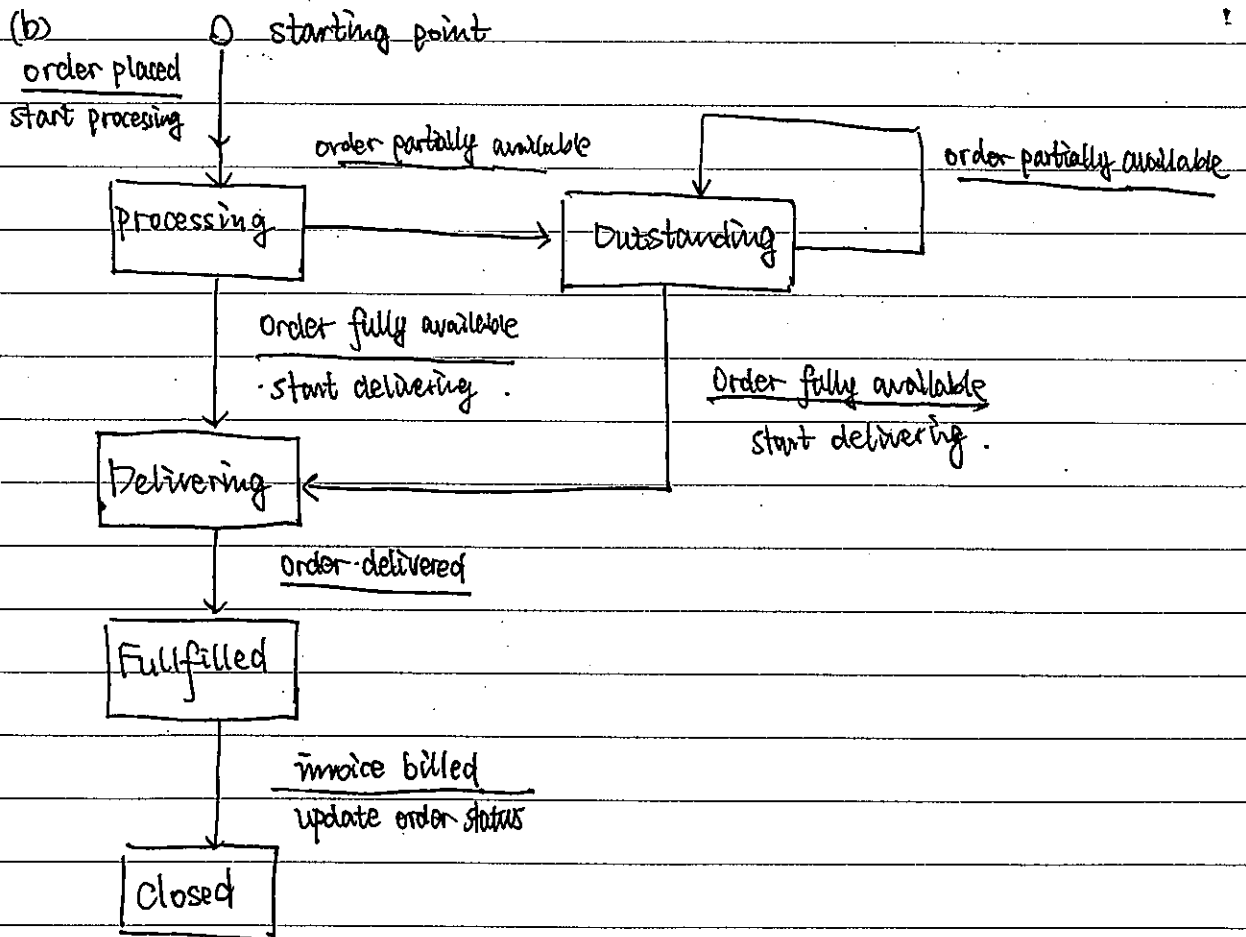 (b)
starting point
order placed
start procesing
order partially available
order partially available
processing
Outstanding
Order fully available
start delivering.
Order fully available
start delivering.
Delivering
order delivered
Fullfilled
invoice billed
update order status
Closed